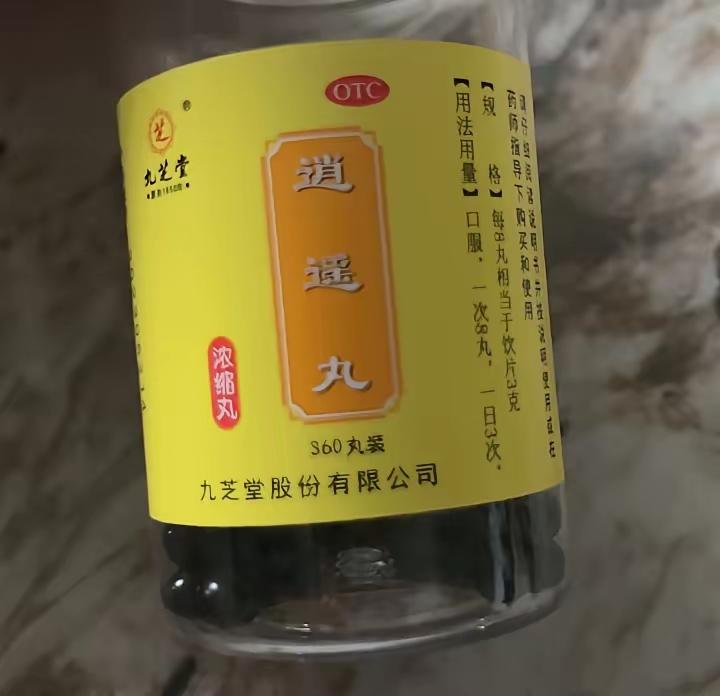 芝
®
九芝堂
OTC
逍遥丸
浓缩丸
360丸装
九芝堂股份有限公司
【用法用量】口服,一次8丸,一日3次。
【规 格】每8丸相当于饮片3克
请仔细阅读说明书并按说明使用或在
药师指导下购买和使用